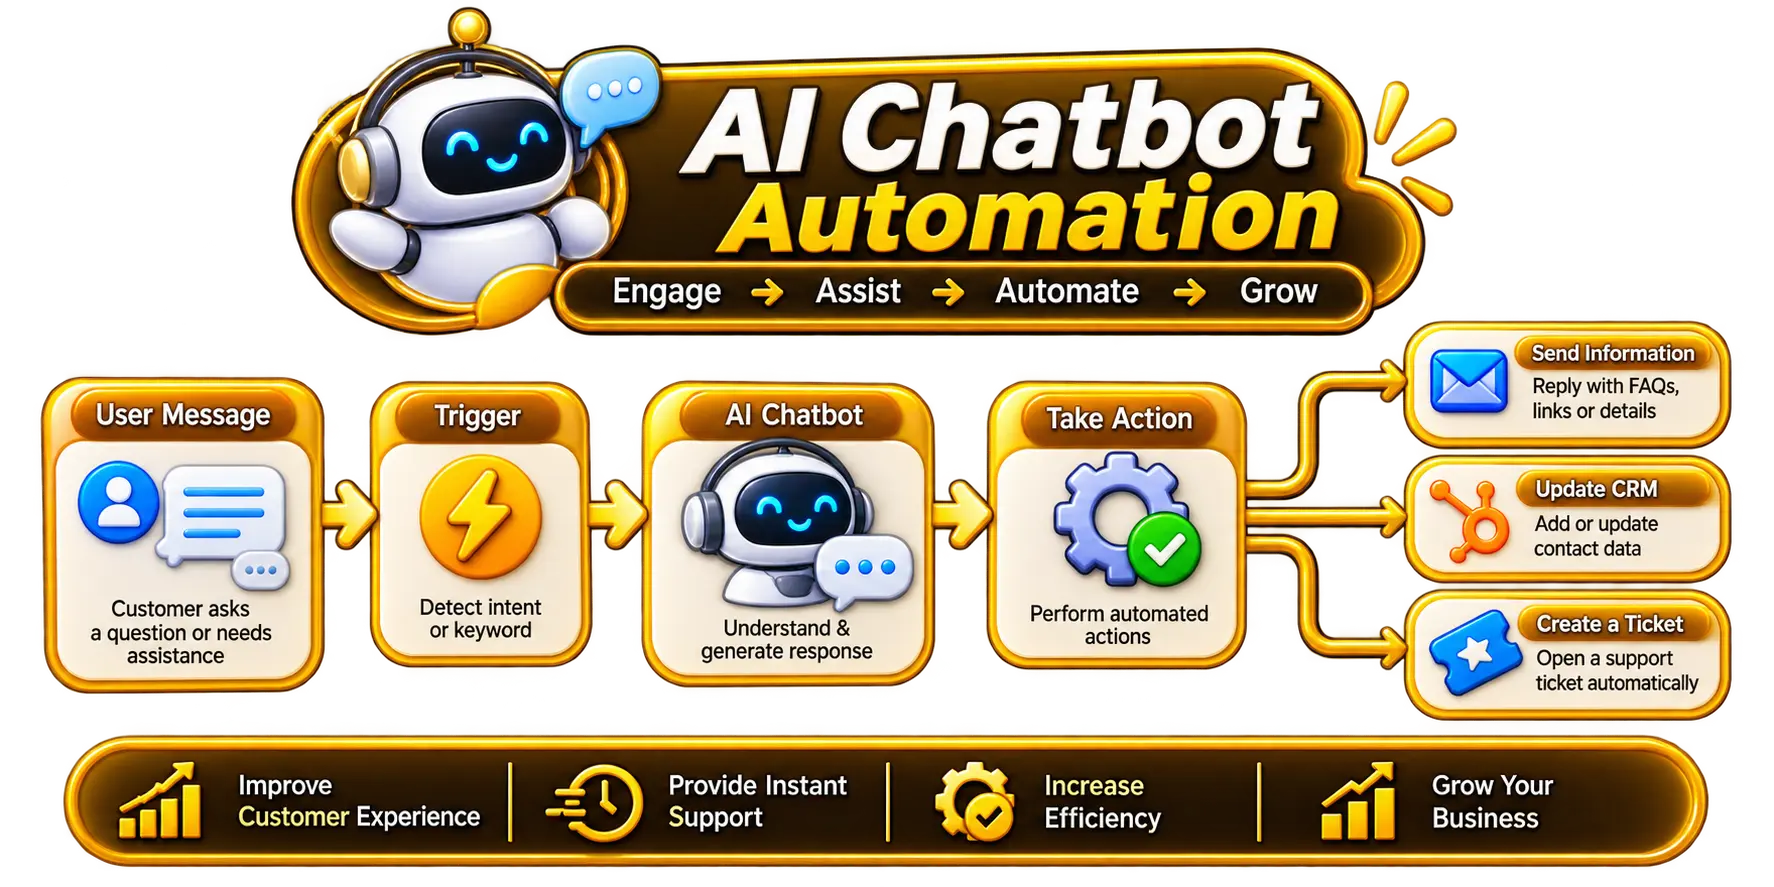 AI Chatbot
Automation
Engage → Assist → Automate → Grow
User Message
Customer asks
a question or needs
assistance
Trigger
Detect intent
or keyword
AI Chatbot
Understand &
generate response
Take Action
Perform automated
actions
Send Information
Reply with FAQs,
links or details
Update CRM
Add or update
contact data
Create a Ticket
Open a support
ticket automatically
Improve
Customer Experience
Provide Instant
Support
Increase
Efficiency
Grow Your
Business